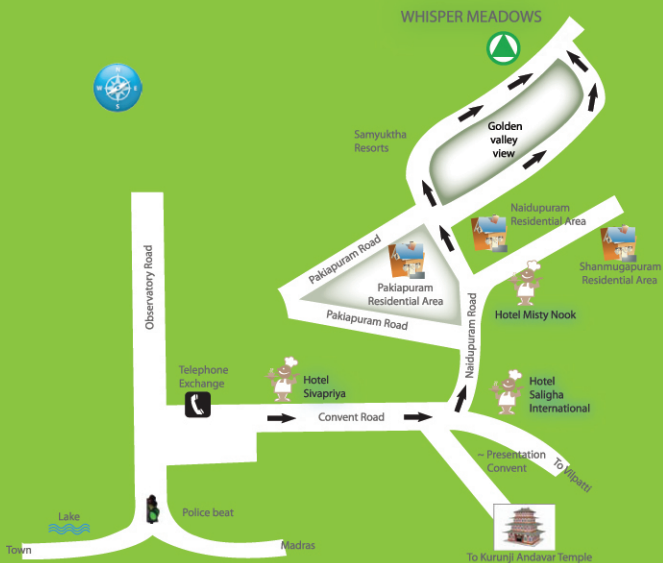 WHISPER MEADOWS
N
W E
S
Samyuktha
Resorts
Golden
valley
view
Naidupuram
Residential Area
Shanmugapuram
Residential Area
Pakiapuram Road
Pakiapuram
Residential Area
Pakiapuram Road
Observatory Road
Naidupuram Road
Hotel Misty Nook
Telephone
Exchange
Hotel
Sivapriya
Hotel
Saligha
International
Convent Road
~ Presentation
Convent
To Vilpatti
Lake
Police beat
Town
Madras
To Kurunji Andavar Temple